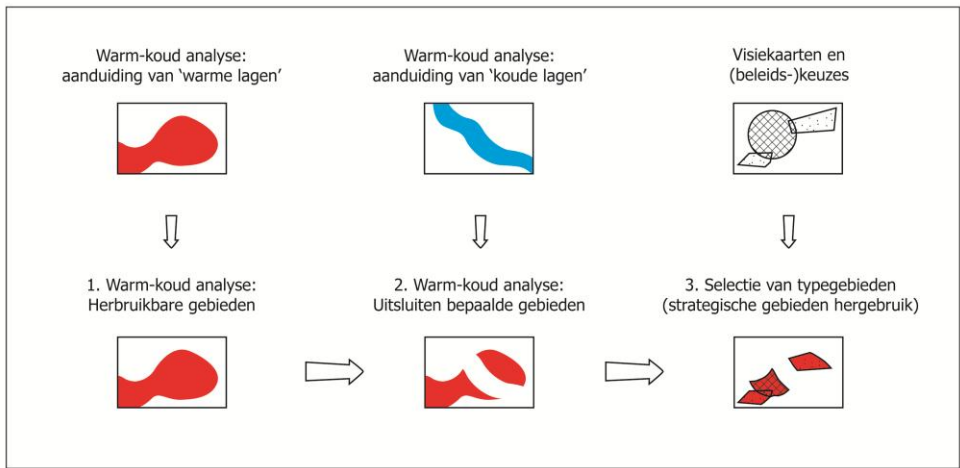 Warm-koud analyse:
aanduiding van ‘warme lagen’
Warm-koud analyse:
aanduiding van ‘koude lagen’
Visiekaarten en
(beleids-)keuzes
1. Warm-koud analyse:
Herbruikbare gebieden
2. Warm-koud analyse:
Uitsluiten bepaalde gebieden
3. Selectie van typegebieden
(strategische gebieden hergebruik)